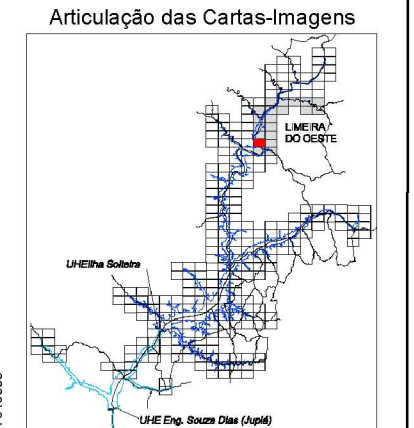 Articulação das Cartas-Imagens
LIMEIRA
DO OESTE
UHEIlha Solteira
UHE Eng. Souza Dias (Jupiá)